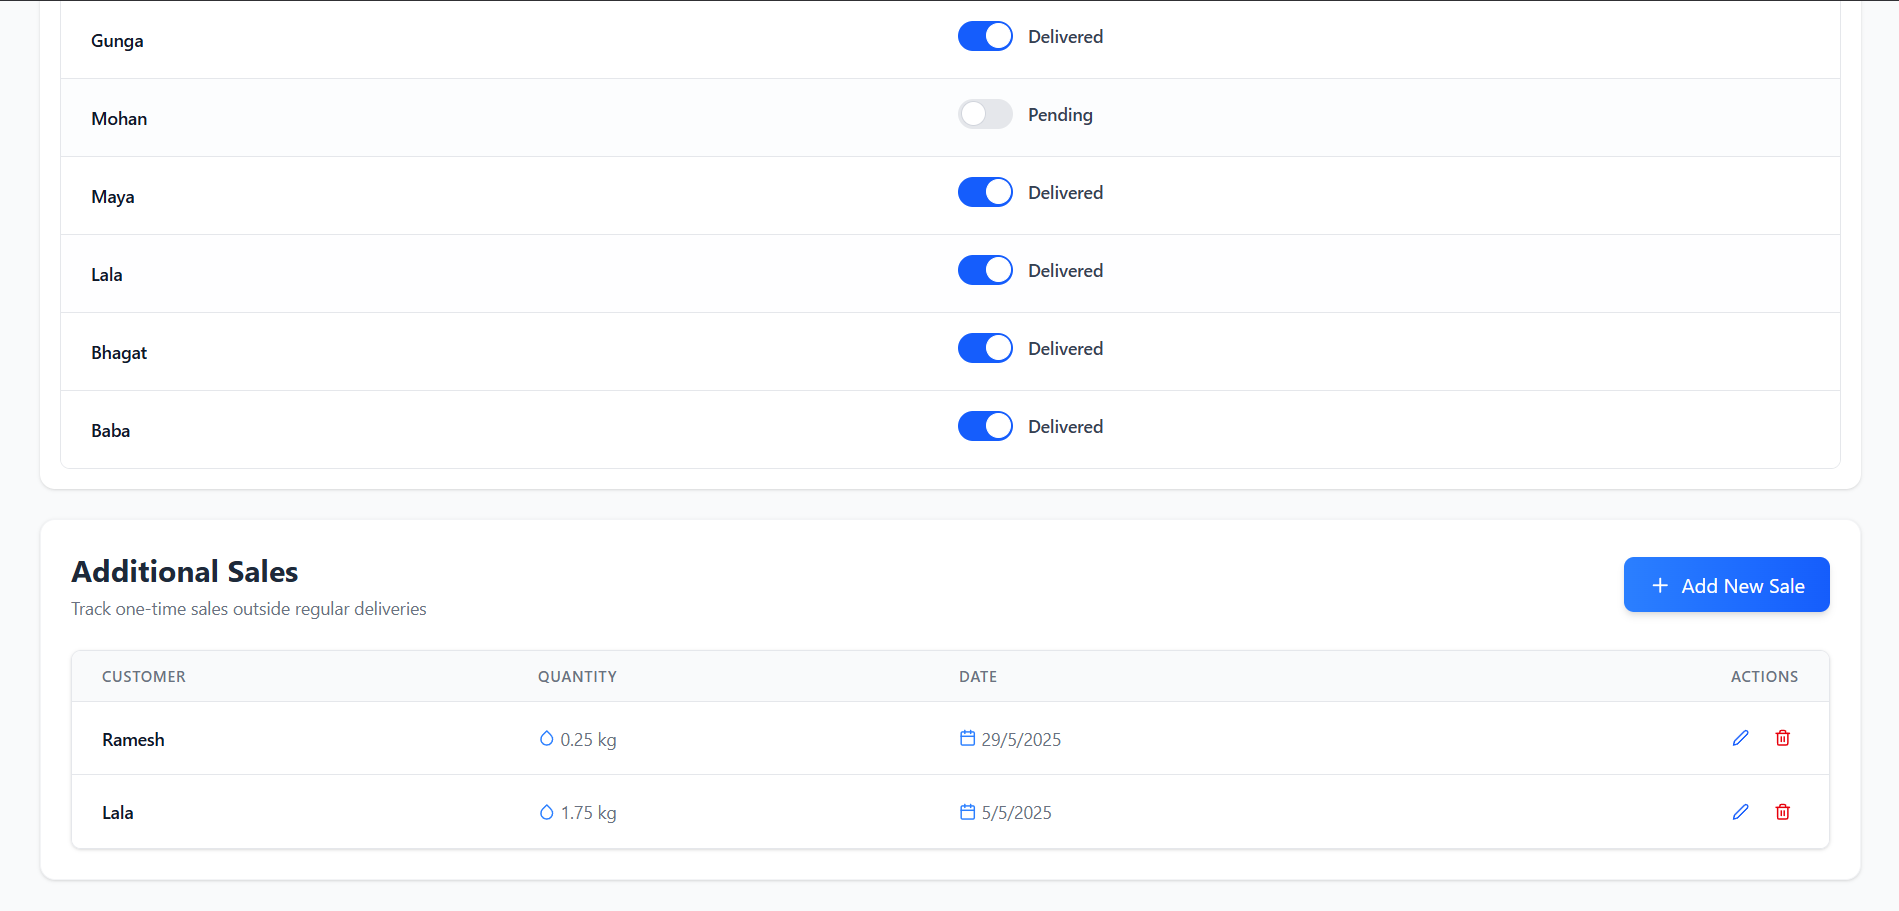 Gunga Delivered
Mohan Pending
Maya Delivered
Lala Delivered
Bhagat Delivered
Baba Delivered
Additional Sales
Track one-time sales outside regular deliveries
+ Add New Sale
CUSTOMER QUANTITY DATE ACTIONS
Ramesh 0.25 kg 29/5/2025
Lala 1.75 kg 5/5/2025